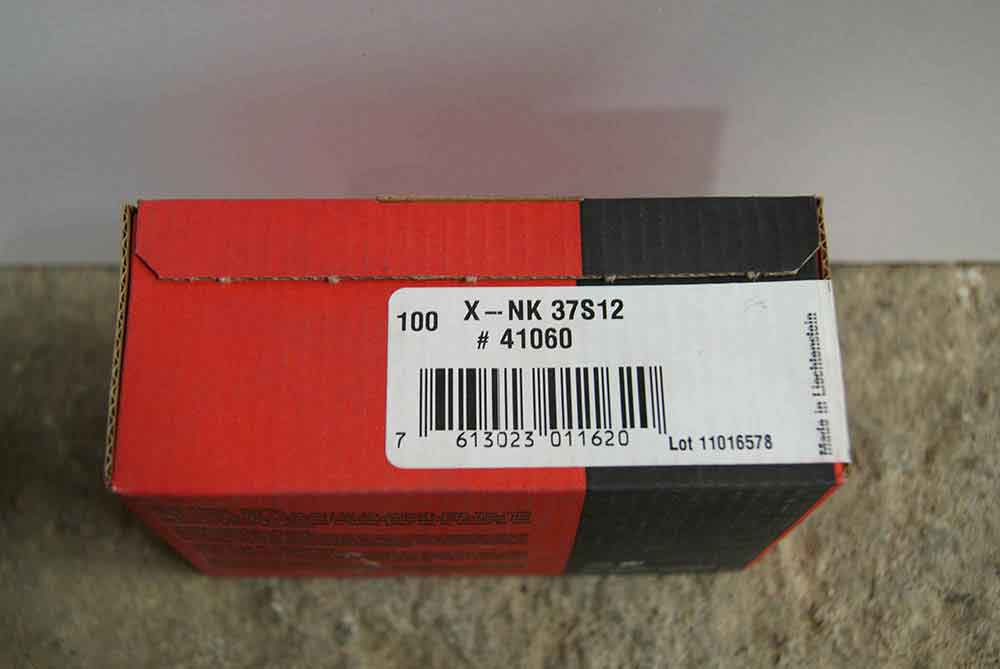 100 X-NK 37S12
# 41060
7 613023 011620
Lot 11016578
Made in Liechtenstein